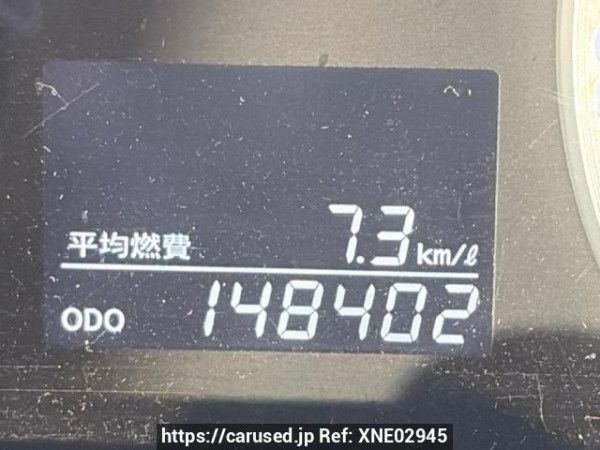 平均燃費 7.3 km/ℓ
ODO 148402
https://carused.jp Ref: XNE02945